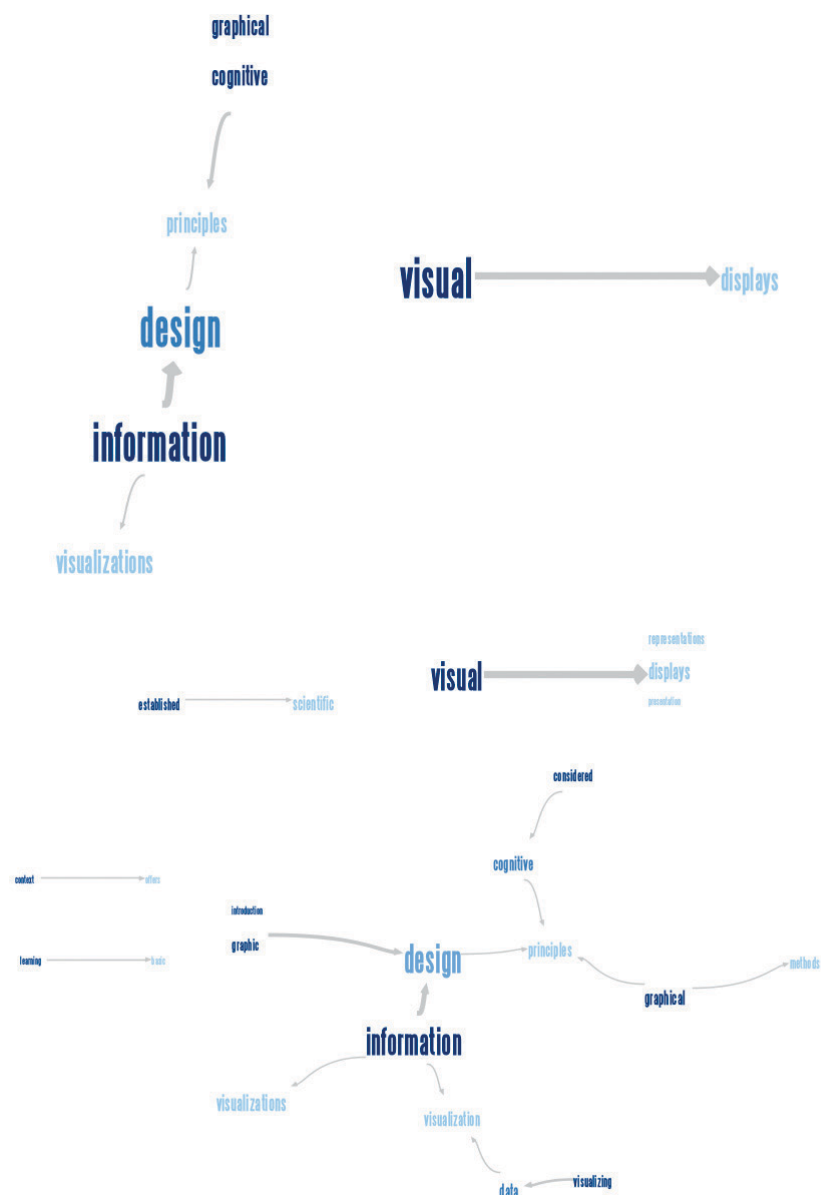 graphical
cognitive
principles
visual displays
design
information
visualizations
representations
visual displays
established scientific
presentation
considered
cognitive
context offers
introduction
graphic
design principles
learning basic
methods
graphical
information
visualizations
visualization
data visualizing